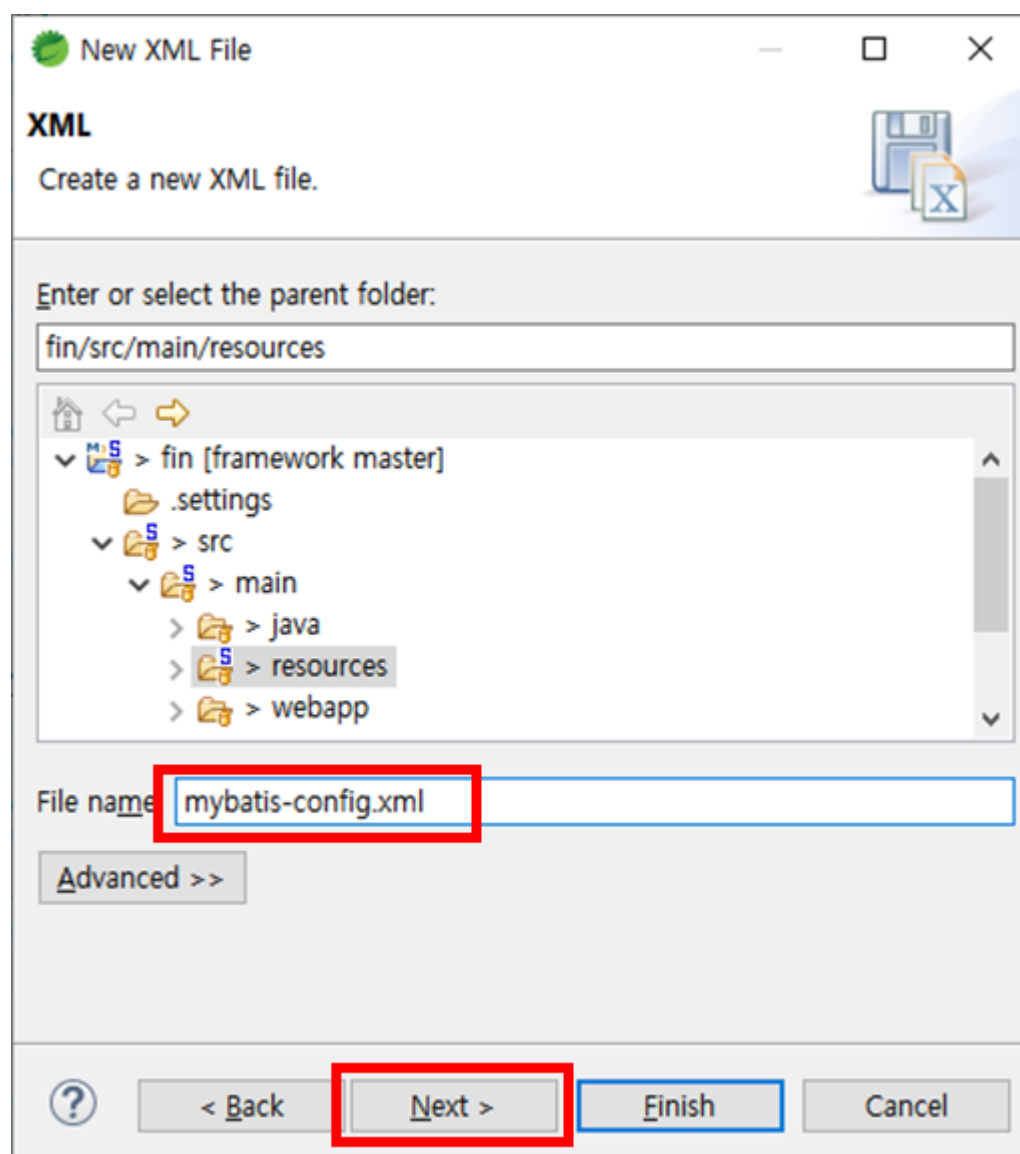 New XML File
XML
Create a new XML file.
Enter or select the parent folder:
fin/src/main/resources
> fin [framework master]
.settings
> src
> main
> java
> resources
> webapp
File name
mybatis-config.xml
Advanced >>
< Back
Next >
Finish
Cancel